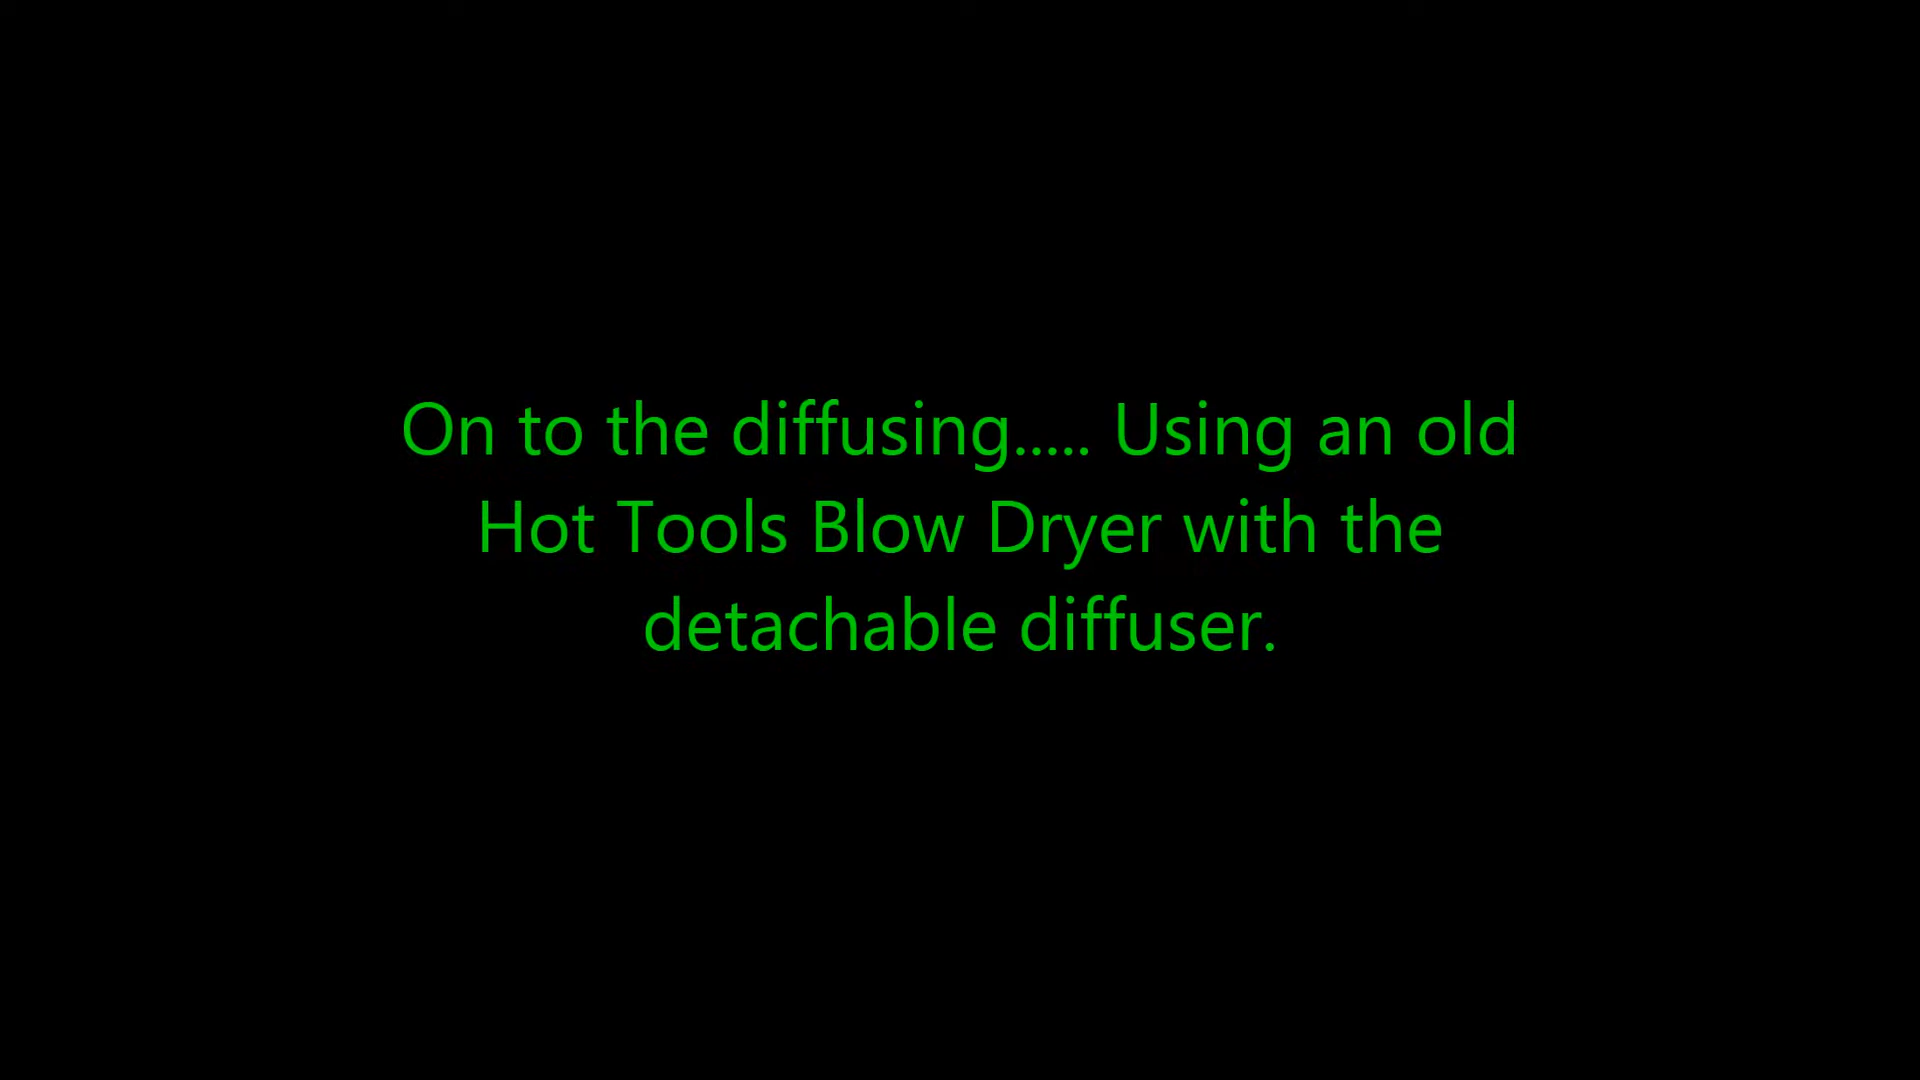 On to the diffusing..... Using an old
Hot Tools Blow Dryer with the
detachable diffuser.